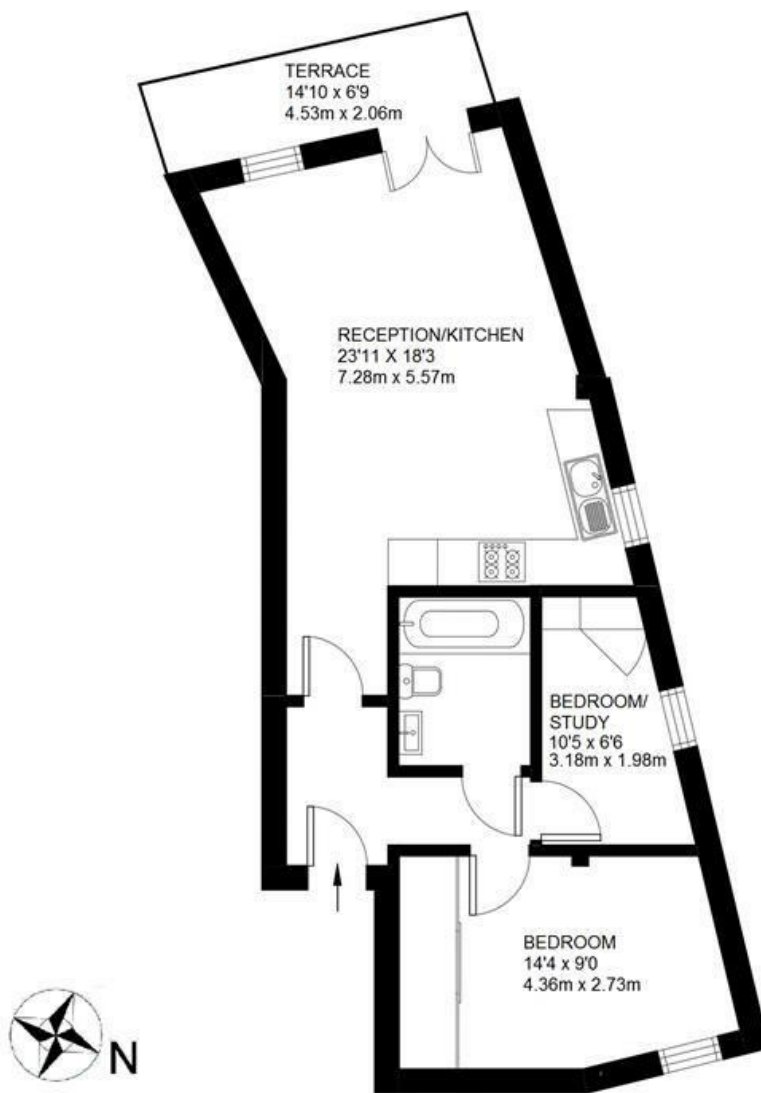 TERRACE
14'10 x 6'9
4.53m x 2.06m
RECEPTION/KITCHEN
23'11 X 18'3
7.28m x 5.57m
BEDROOM/
STUDY
10'5 x 6'6
3.18m x 1.98m
BEDROOM
14'4 x 9'0
4.36m x 2.73m
N